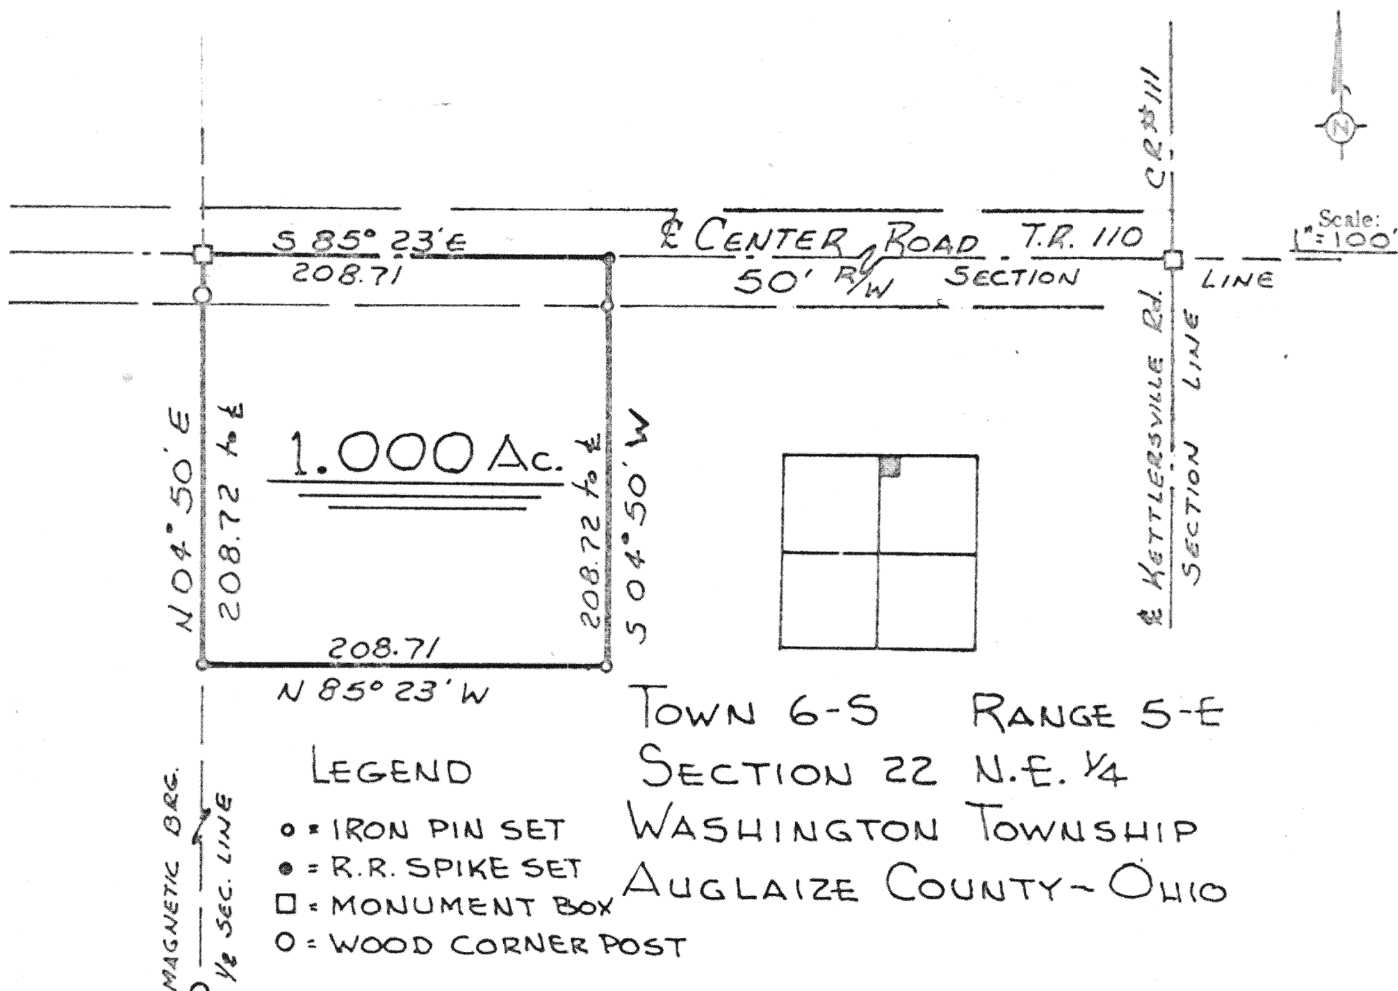 CR#111
N
Scale:
1"=100'
S 85° 23' E
208.71
℄ CENTER ROAD T.R. 110
50' R/W SECTION LINE
N 04° 50' E
208.72 to ℄
1.000 Ac.
208.72 to ℄
S 04° 50' W
℄ KETTLERSVILLE Rd.
SECTION LINE
208.71
N 85° 23' W
TOWN 6-S RANGE 5-E
SECTION 22 N.E. 1/4
WASHINGTON TOWNSHIP
AUGLAIZE COUNTY~OHIO
LEGEND
o = IRON PIN SET
● = R.R. SPIKE SET
□ = MONUMENT BOX
O = WOOD CORNER POST
MAGNETIC BRG.
1/2 SEC. LINE